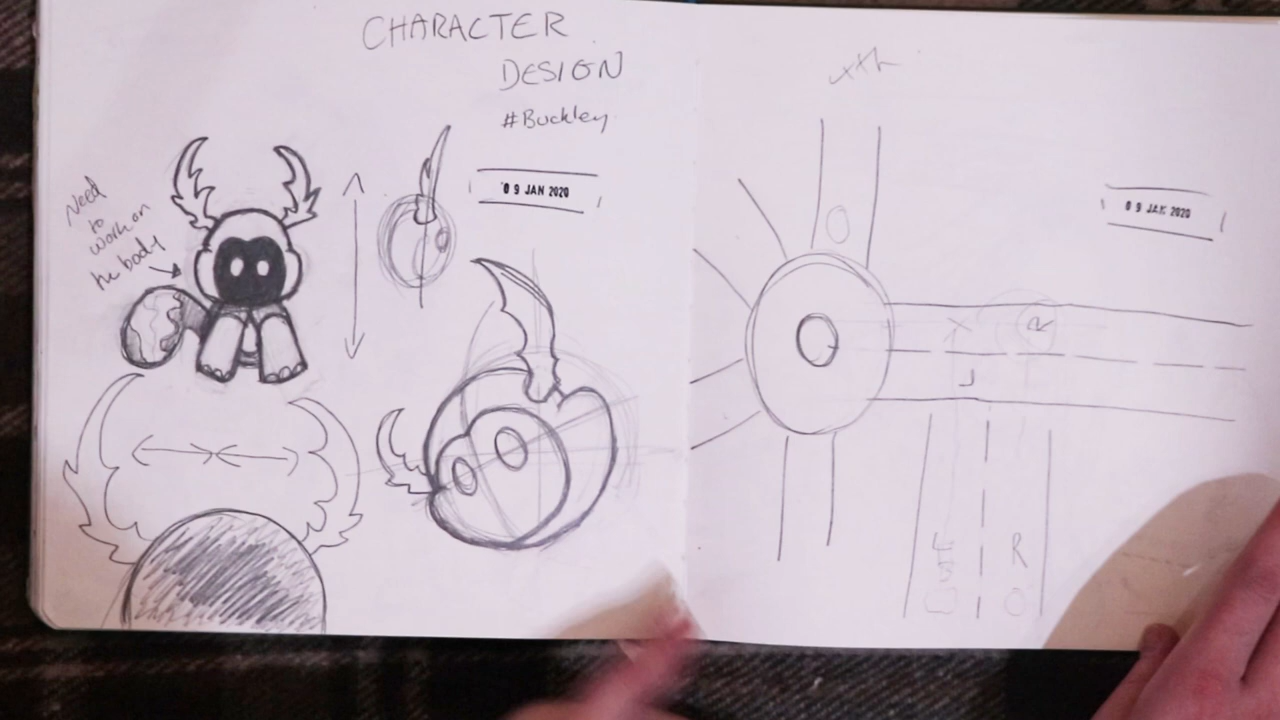 CHARACTER
DESIGN
#Buckley
09 JAN 2020
Need
to
work on
the body
09 JAN 2020
X
R
R